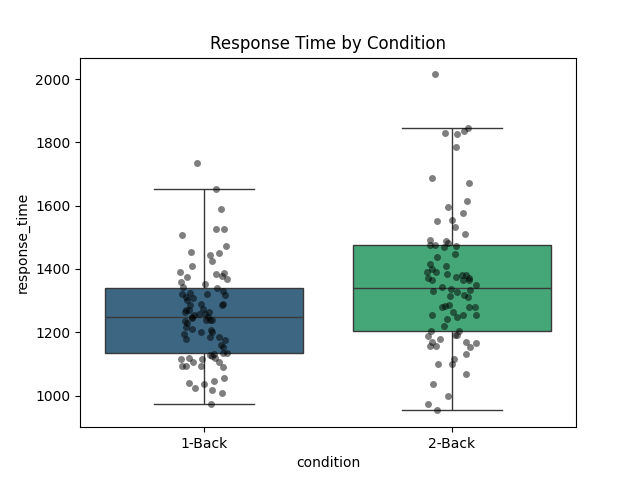 Response Time by Condition
2000
1800
1600
1400
1200
1000
response_time
1-Back
2-Back
condition